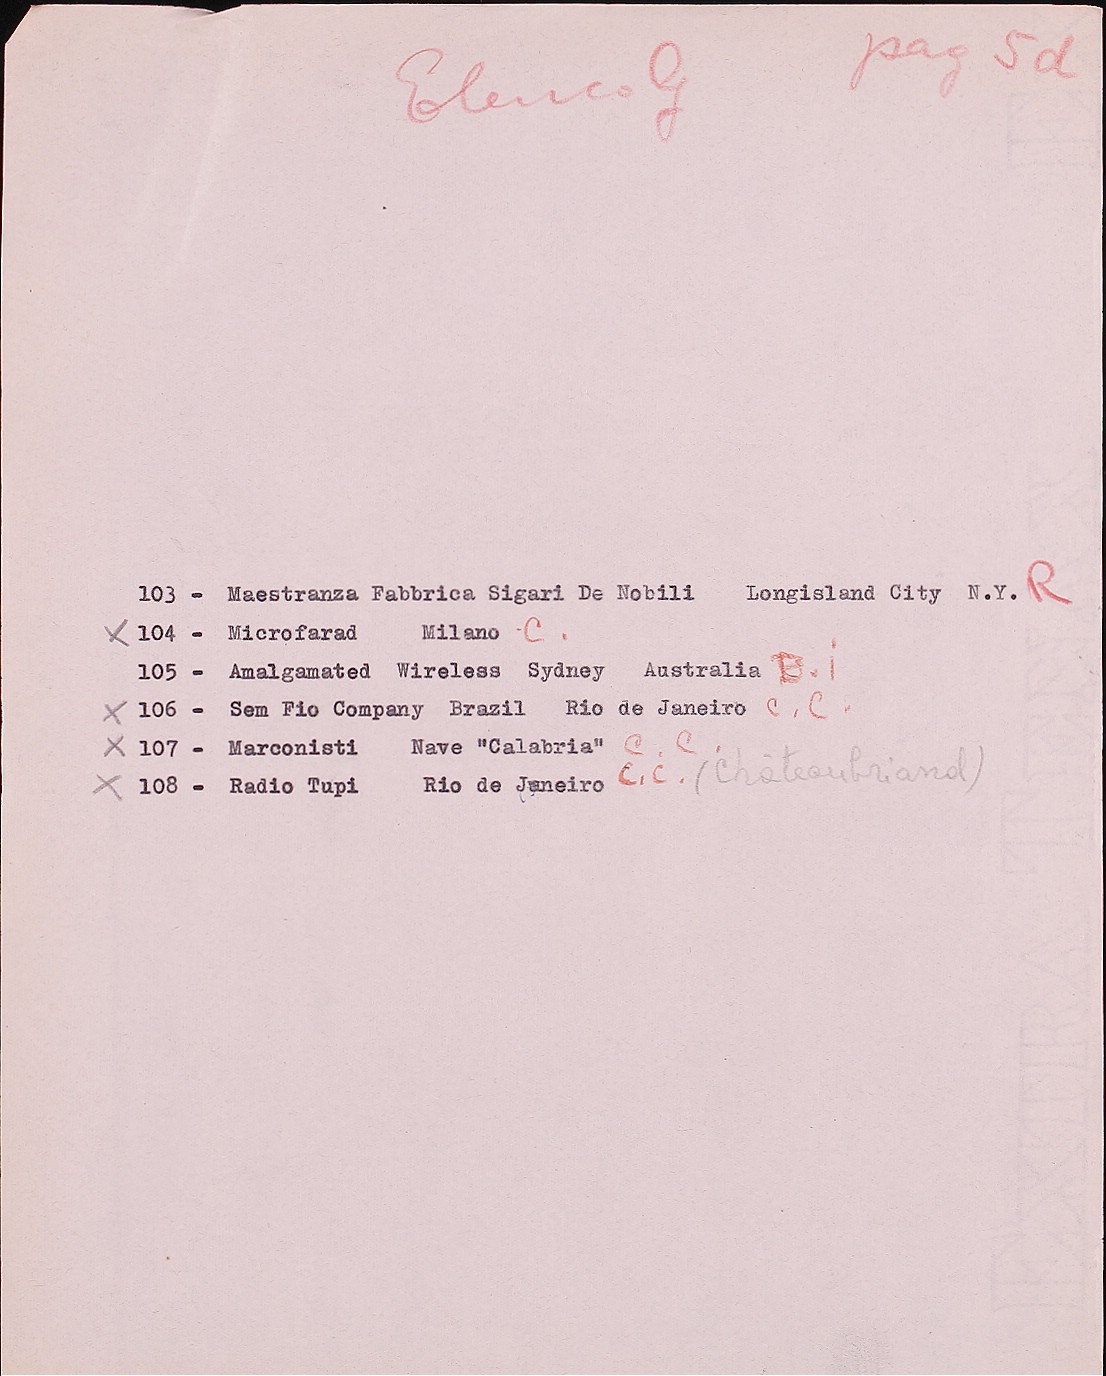 Elenco G
pag 5 d
103 - Maestranza Fabbrica Sigari De Nobili Longisland City N.Y. R
X 104 - Microfarad Milano C.
105 - Amalgamated Wireless Sydney Australia B.i
X 106 - Sem Fio Company Brazil Rio de Janeiro C.C.
X 107 - Marconisti Nave "Calabria" C.C.
X 108 - Radio Tupi Rio de Janeiro C.C. (Châteaubriand)